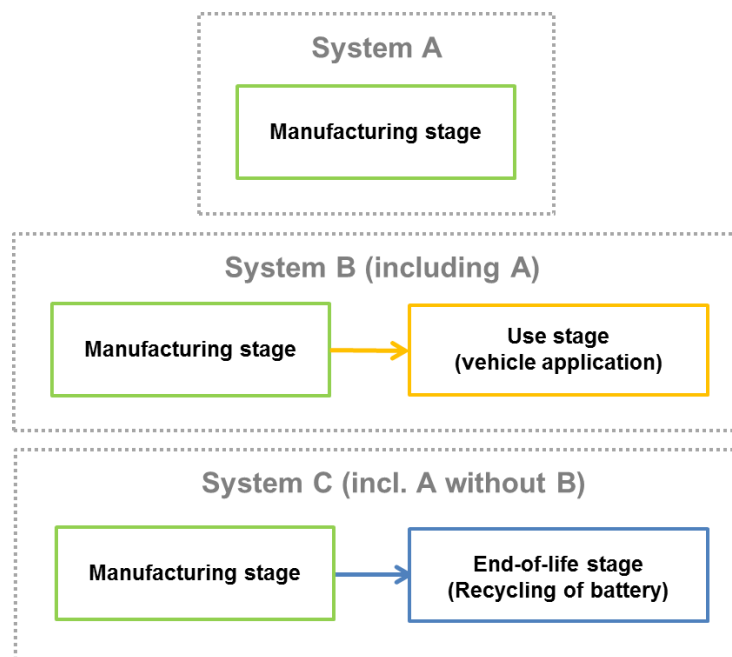 System A
Manufacturing stage
System B (including A)
Manufacturing stage
Use stage
(vehicle application)
System C (incl. A without B)
Manufacturing stage
End-of-life stage
(Recycling of battery)